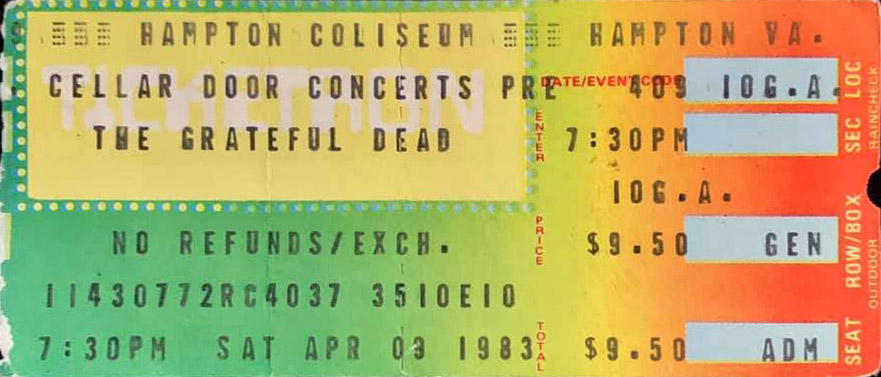 HAMPTON COLISEUM HAMPTON VA.
TICKETRON
CELLAR DOOR CONCERTS PRE DATE/EVENT CODE 409 10G.A.
THE GRATEFUL DEAD ENTER 7:30PM
10G.A.
NO REFUNDS/EXCH. PRICE $9.50 GEN
11430772RC4037 3510E10
7:30PM SAT APR 09 1983 TOTAL $9.50 ADM
SEAT ROW/BOX SEC LOC
OUTDOOR RAINCHECK